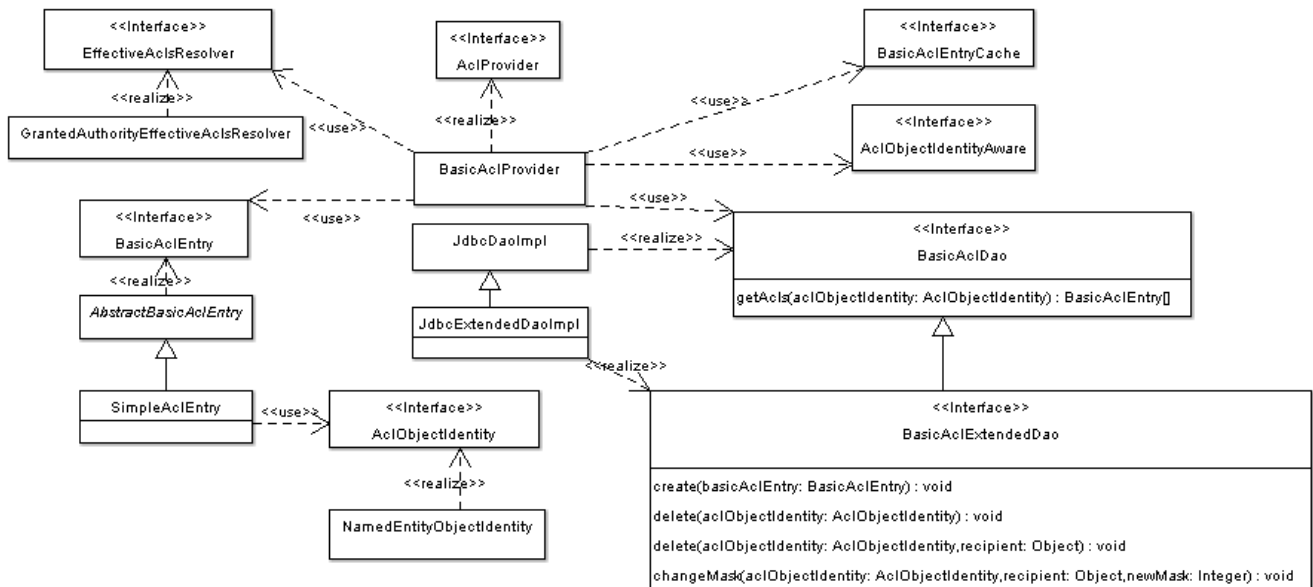 <<Interface>>
EffectiveAclsResolver
<<realize>>
GrantedAuthorityEffectiveAclsResolver
<<use>>
<<Interface>>
AclProvider
<<realize>>
BasicAclProvider
<<Interface>>
BasicAclEntryCache
<<use>>
<<Interface>>
AclObjectIdentityAware
<<use>>
<<use>>
<<Interface>>
BasicAclEntry
<<use>>
<<realize>>
AbstractBasicAclEntry
SimpleAclEntry
<<use>>
<<Interface>>
AclObjectIdentity
<<realize>>
NamedEntityObjectIdentity
JdbcDaoImpl
<<realize>>
JdbcExtendedDaoImpl
<<realize>>
<<Interface>>
BasicAclDao
getAcls(aclObjectIdentity: AclObjectIdentity) : BasicAclEntry[]
<<Interface>>
BasicAclExtendedDao
create(basicAclEntry: BasicAclEntry) : void
delete(aclObjectIdentity: AclObjectIdentity) : void
delete(aclObjectIdentity: AclObjectIdentity,recipient: Object) : void
changeMask(aclObjectIdentity: AclObjectIdentity,recipient: Object,newMask: Integer) : void